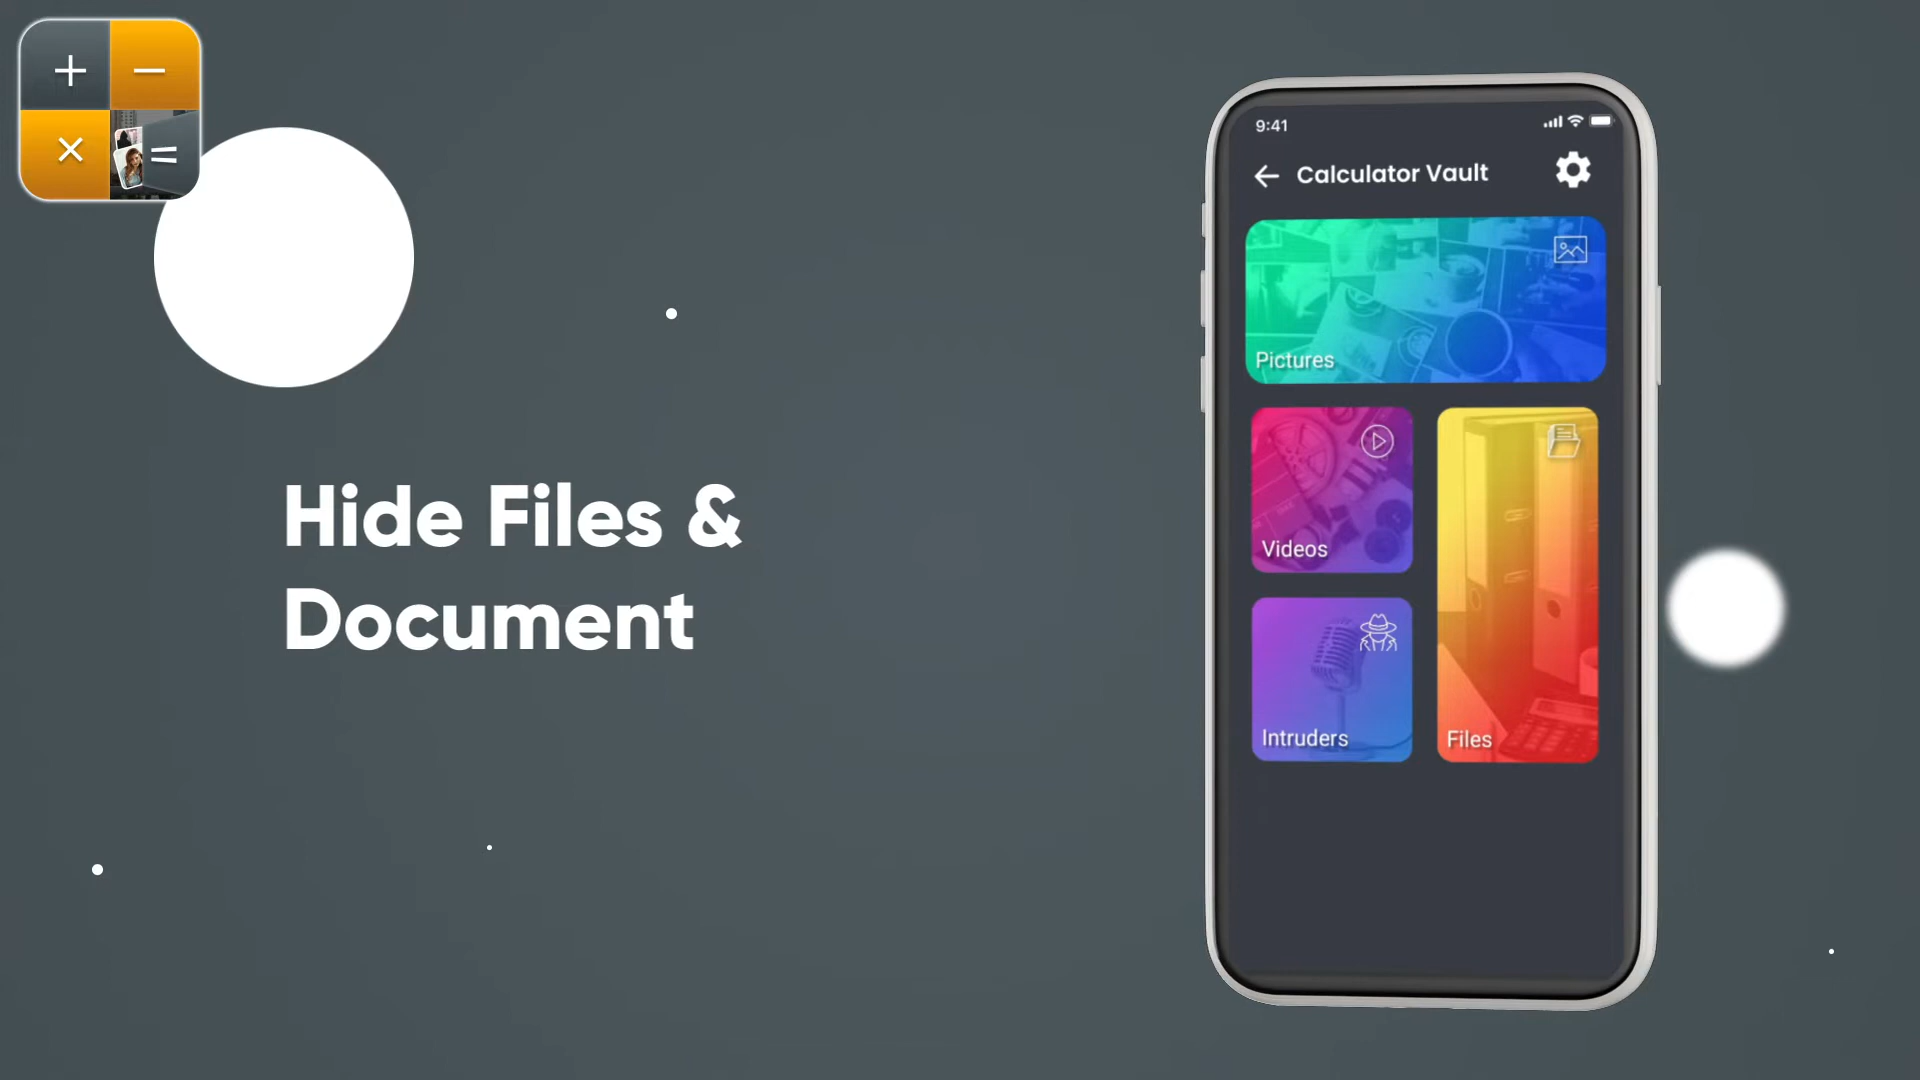 + −
× =
Hide Files &
Document
9:41
Calculator Vault
Pictures
Videos
Intruders
Files